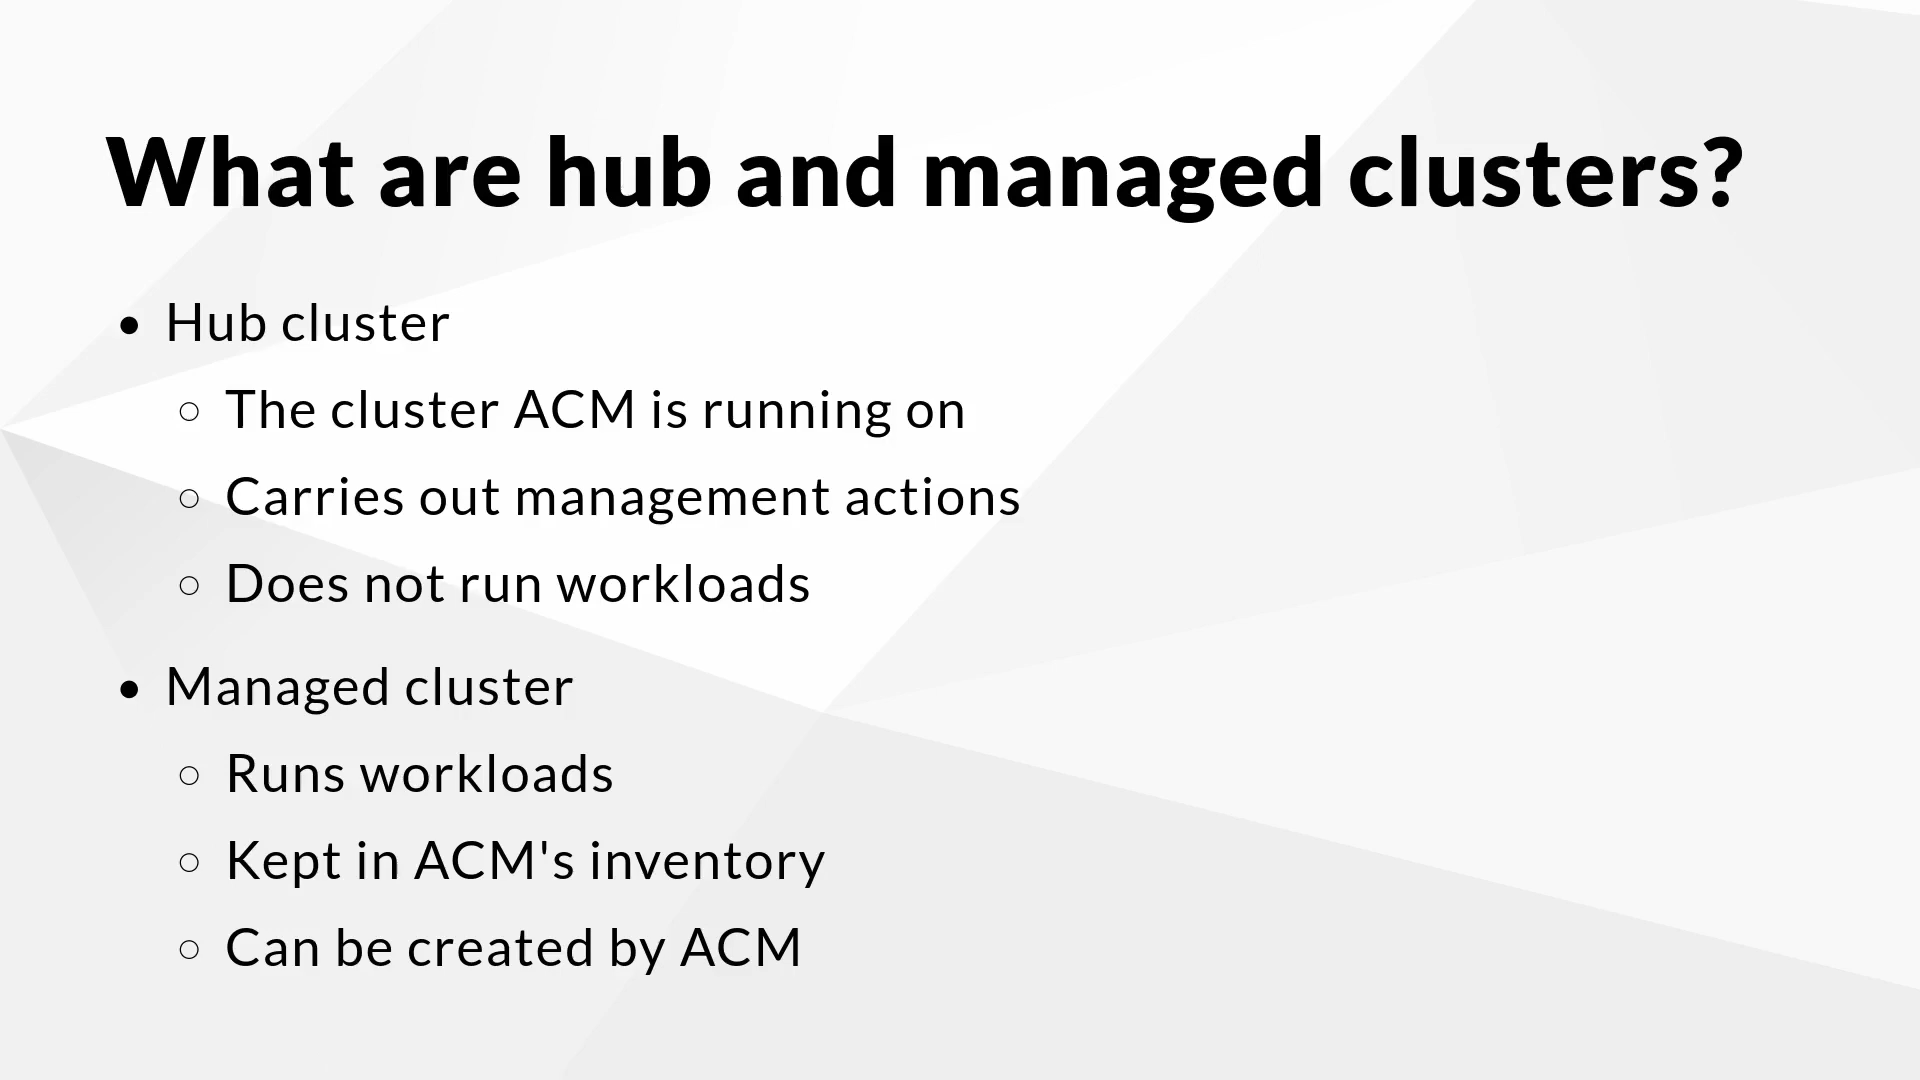 What are hub and managed clusters?
• Hub cluster
○ The cluster ACM is running on
○ Carries out management actions
○ Does not run workloads
• Managed cluster
○ Runs workloads
○ Kept in ACM's inventory
○ Can be created by ACM